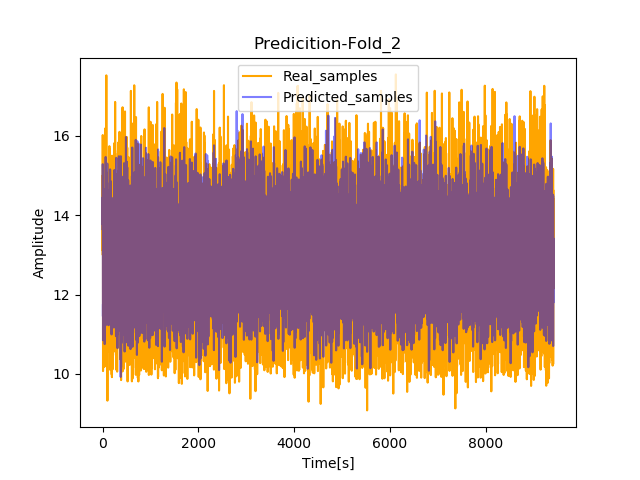 Predicition-Fold_2
Real_samples
Predicted_samples
Amplitude
16
14
12
10
0
2000
4000
6000
8000
Time[s]